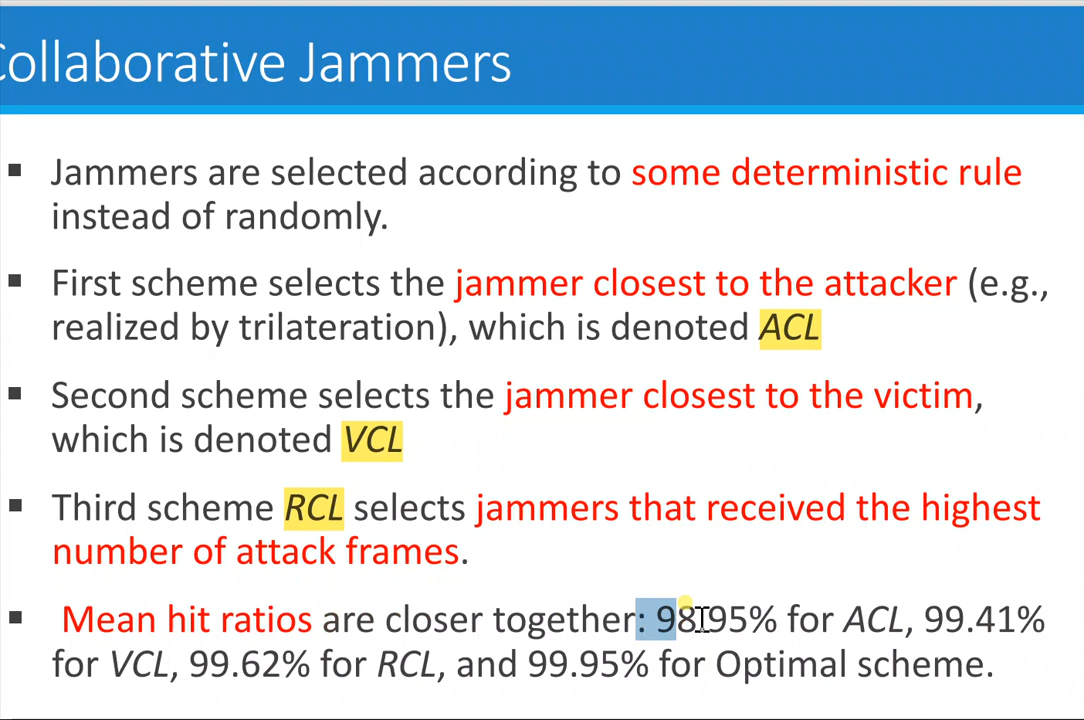 Collaborative Jammers
▪ Jammers are selected according to some deterministic rule
instead of randomly.
▪ First scheme selects the jammer closest to the attacker (e.g.,
realized by trilateration), which is denoted ACL
▪ Second scheme selects the jammer closest to the victim,
which is denoted VCL
▪ Third scheme RCL selects jammers that received the highest
number of attack frames.
▪ Mean hit ratios are closer together: 98.95% for ACL, 99.41%
for VCL, 99.62% for RCL, and 99.95% for Optimal scheme.